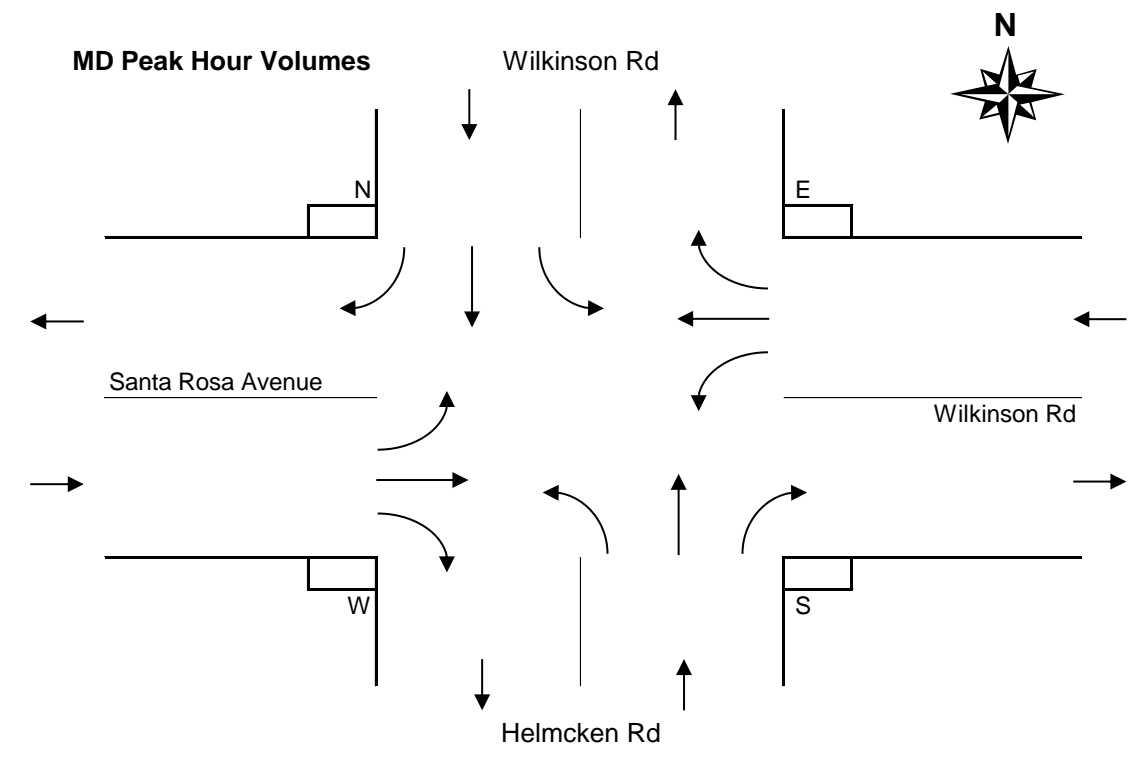 N
MD Peak Hour Volumes
Wilkinson Rd
N
E
Santa Rosa Avenue
Wilkinson Rd
W
S
Helmcken Rd